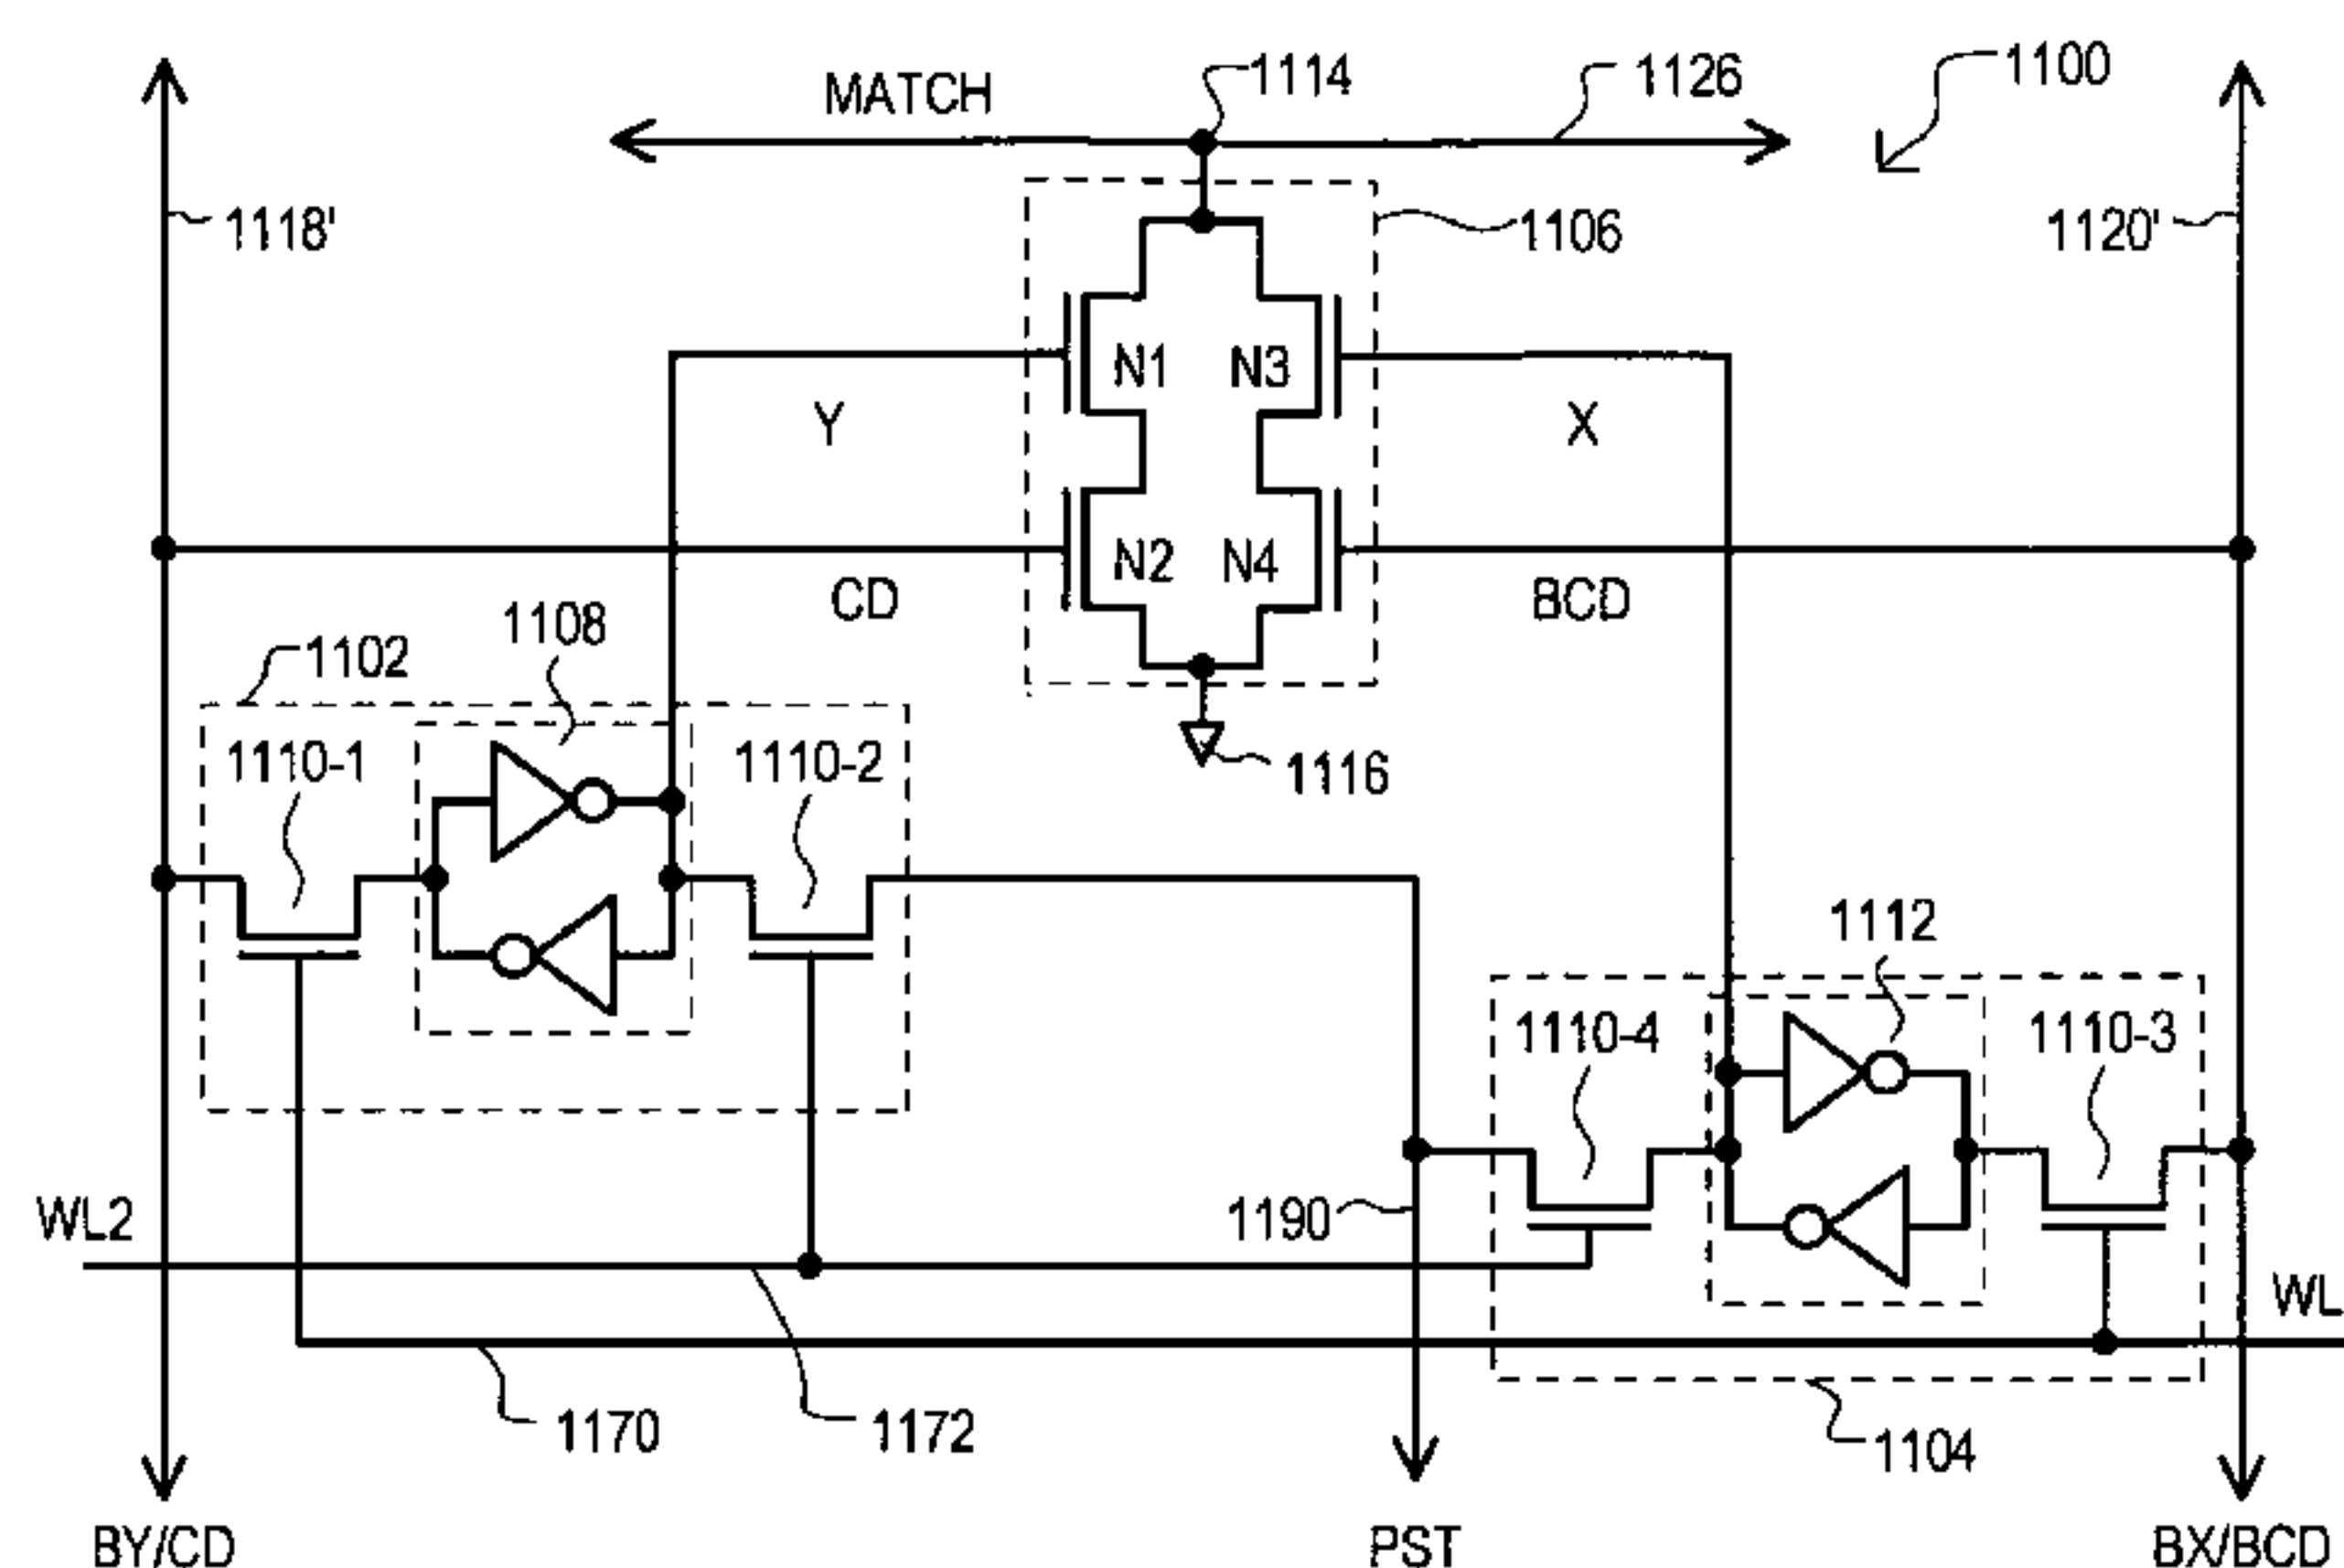 MATCH
1114
1126
1100
1118'
1106
1120'
N1
N3
Y
X
N2
N4
CD
BCD
1108
1102
1110-1
1110-2
1116
1112
1110-4
1110-3
WL2
1190
WL
1170
1172
1104
BY/CD
PST
BX/BCD